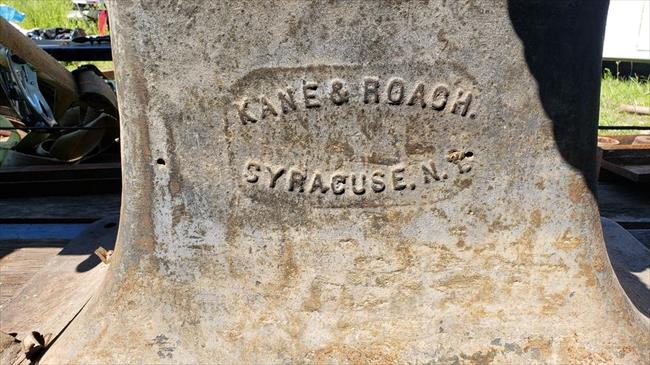 KANE & ROACH.
SYRACUSE. N.Y.